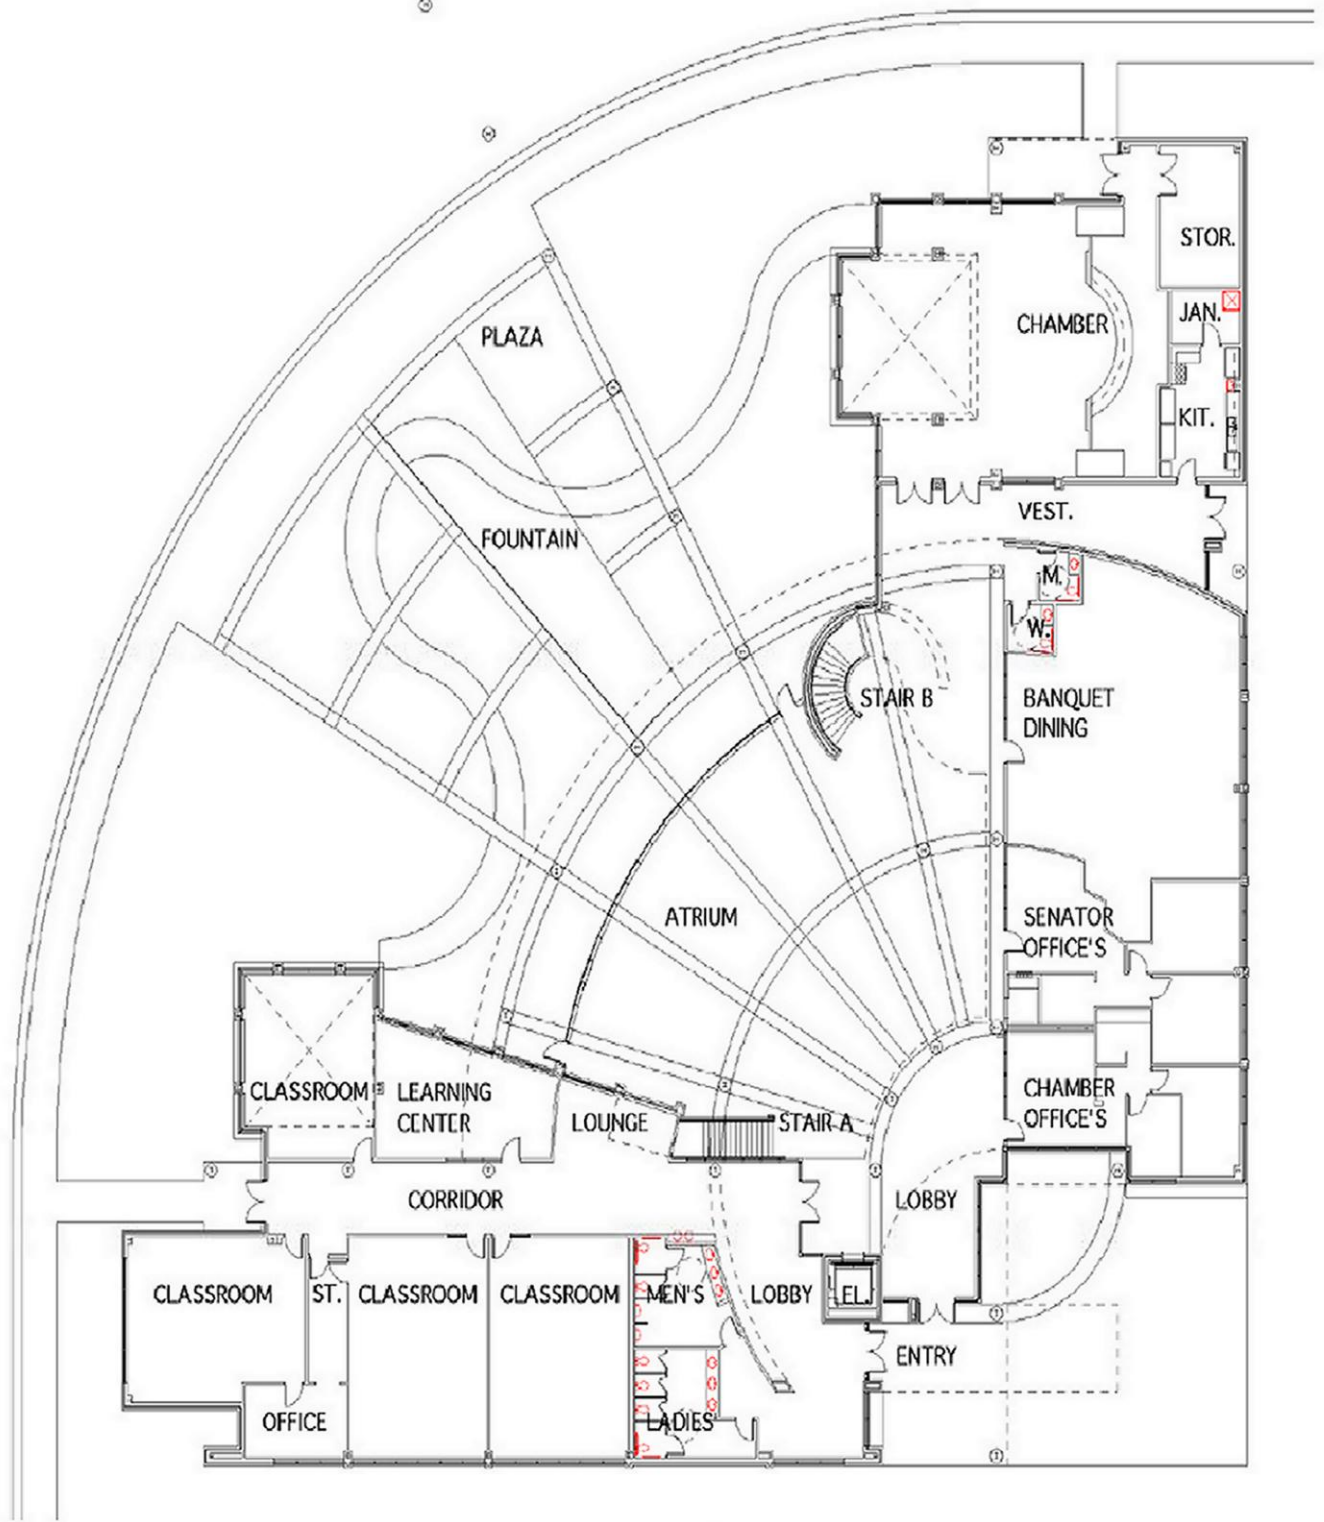 STOR.
JAN.
PLAZA
CHAMBER
KIT.
VEST.
FOUNTAIN
M.
W.
STAIR B
BANQUET
DINING
ATRIUM
SENATOR
OFFICE'S
CLASSROOM
LEARNING
CENTER
LOUNGE
STAIR A
CHAMBER
OFFICE'S
CORRIDOR
LOBBY
CLASSROOM
ST.
CLASSROOM
CLASSROOM
MEN'S
LOBBY
EL.
ENTRY
OFFICE
LADIES